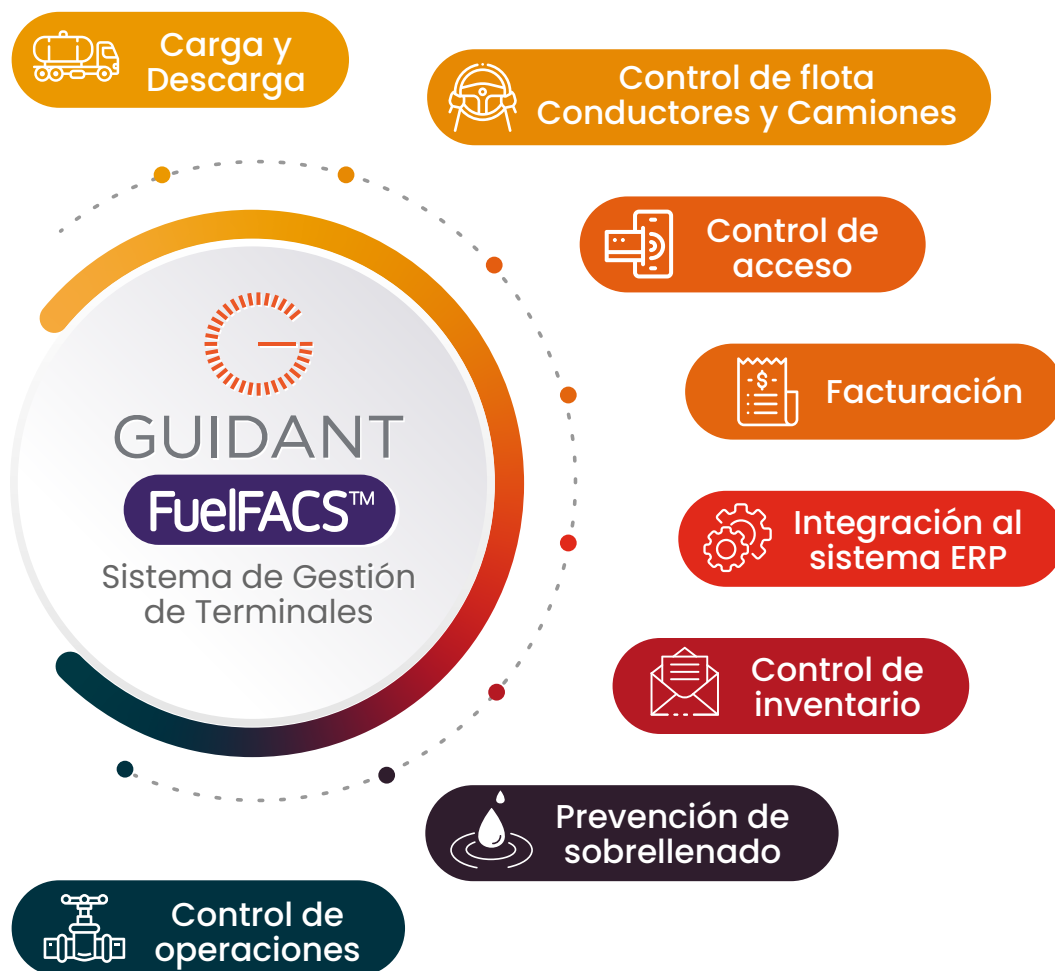 Carga y
Descarga
Control de flota
Conductores y Camiones
Control de
acceso
-$-
Facturación
GUIDANT
FuelFACS™
Sistema de Gestión
de Terminales
Integración al
sistema ERP
Control de
inventario
Prevención de
sobrellenado
Control de
operaciones